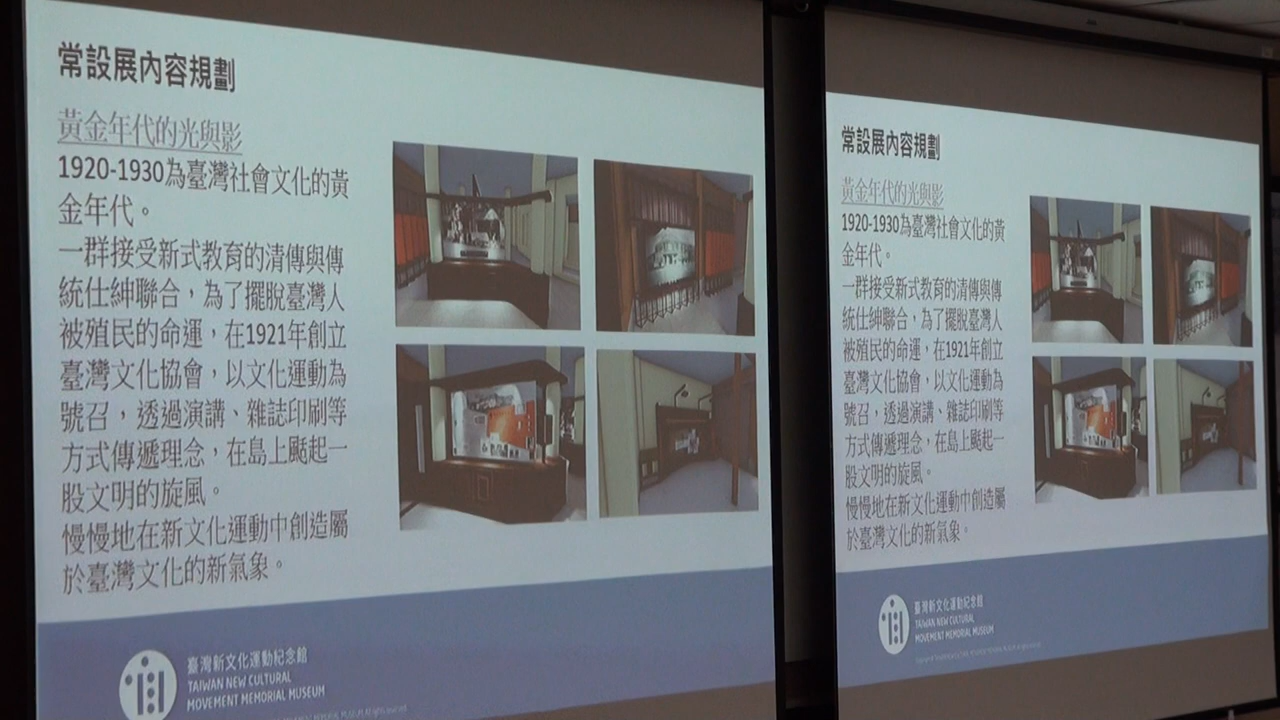 常設展內容規劃
黃金年代的光與影
1920-1930為臺灣社會文化的黃
金年代。
一群接受新式教育的清傳與傳
統仕紳聯合，為了擺脫臺灣人
被殖民的命運，在1921年創立
臺灣文化協會，以文化運動為
號召，透過演講、雜誌印刷等
方式傳遞理念，在島上颳起一
股文明的旋風。
慢慢地在新文化運動中創造屬
於臺灣文化的新氣象。
臺灣新文化運動紀念館
TAIWAN NEW CULTURAL
MOVEMENT MEMORIAL MUSEUM
常設展內容規劃
黃金年代的光與影
1920-1930為臺灣社會文化的黃
金年代。
一群接受新式教育的清傳與傳
統仕紳聯合，為了擺脫臺灣人
被殖民的命運，在1921年創立
臺灣文化協會，以文化運動為
號召，透過演講、雜誌印刷等
方式傳遞理念，在島上颳起一
股文明的旋風。
慢慢地在新文化運動中創造屬
於臺灣文化的新氣象。
臺灣新文化運動紀念館
TAIWAN NEW CULTURAL
MOVEMENT MEMORIAL MUSEUM